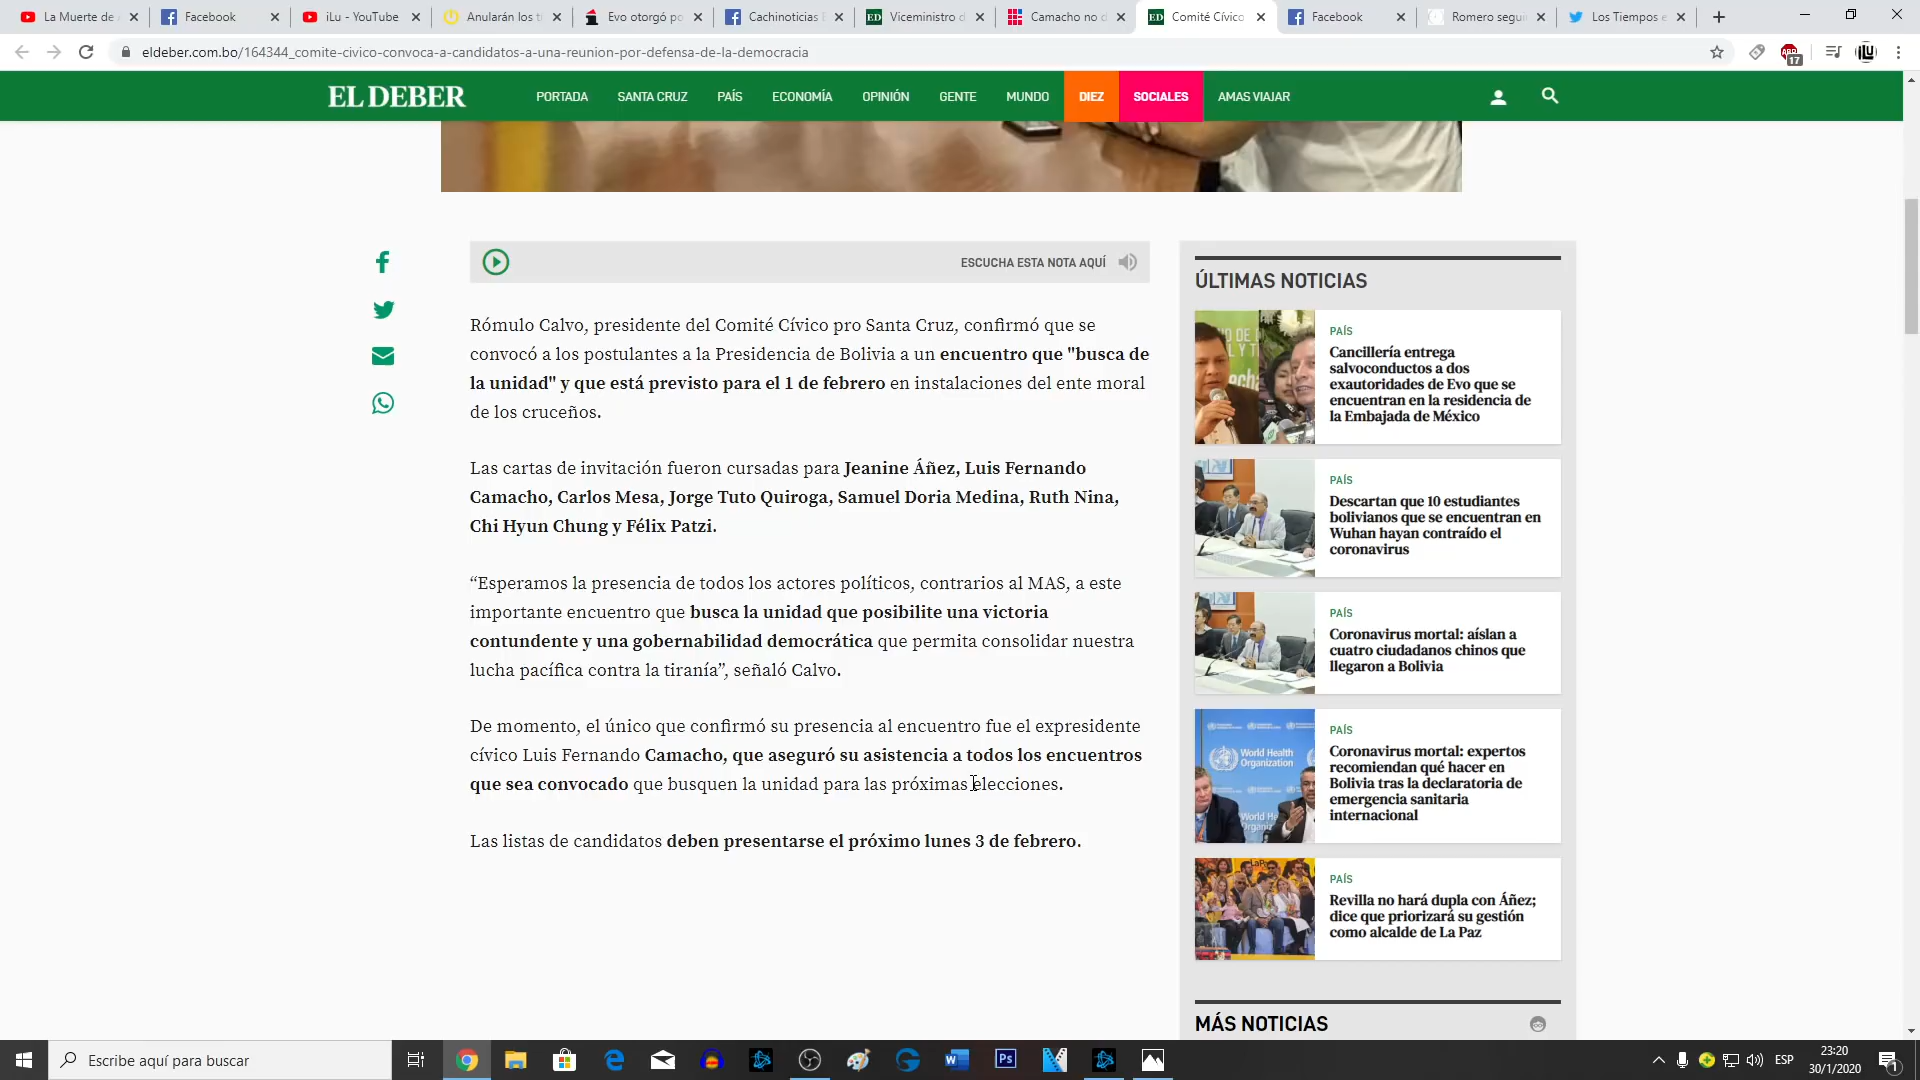 La Muerte de
Facebook
iLu - YouTube
Anularán los t
Evo otorgó po
Cachinoticias
Viceministro d
Camacho no d
Comité Cívico
Facebook
Romero segui
Los Tiempos e
eldeber.com.bo/164344_comite-civico-convoca-a-candidatos-a-una-reunion-por-defensa-de-la-democracia
17
EL DEBER
PORTADA SANTA CRUZ PAÍS ECONOMÍA OPINIÓN GENTE MUNDO DIEZ SOCIALES AMAS VIAJAR
ESCUCHA ESTA NOTA AQUÍ
Rómulo Calvo, presidente del Comité Cívico pro Santa Cruz, confirmó que se
convocó a los postulantes a la Presidencia de Bolivia a un encuentro que "busca de
la unidad" y que está previsto para el 1 de febrero en instalaciones del ente moral
de los cruceños.
Las cartas de invitación fueron cursadas para Jeanine Áñez, Luis Fernando
Camacho, Carlos Mesa, Jorge Tuto Quiroga, Samuel Doria Medina, Ruth Nina,
Chi Hyun Chung y Félix Patzi.
“Esperamos la presencia de todos los actores políticos, contrarios al MAS, a este
importante encuentro que busca la unidad que posibilite una victoria
contundente y una gobernabilidad democrática que permita consolidar nuestra
lucha pacífica contra la tiranía”, señaló Calvo.
De momento, el único que confirmó su presencia al encuentro fue el expresidente
cívico Luis Fernando Camacho, que aseguró su asistencia a todos los encuentros
que sea convocado que busquen la unidad para las próximas elecciones.
Las listas de candidatos deben presentarse el próximo lunes 3 de febrero.
ÚLTIMAS NOTICIAS
PAÍS
Cancillería entrega
salvoconductos a dos
exautoridades de Evo que se
encuentran en la residencia de
la Embajada de México
PAÍS
Descartan que 10 estudiantes
bolivianos que se encuentran en
Wuhan hayan contraído el
coronavirus
PAÍS
Coronavirus mortal: aíslan a
cuatro ciudadanos chinos que
llegaron a Bolivia
World Health
Organization
PAÍS
Coronavirus mortal: expertos
recomiendan qué hacer en
Bolivia tras la declaratoria de
emergencia sanitaria
internacional
PAÍS
Revilla no hará dupla con Áñez;
dice que priorizará su gestión
como alcalde de La Paz
MÁS NOTICIAS
Escribe aquí para buscar
ESP
23:20
30/1/2020
1